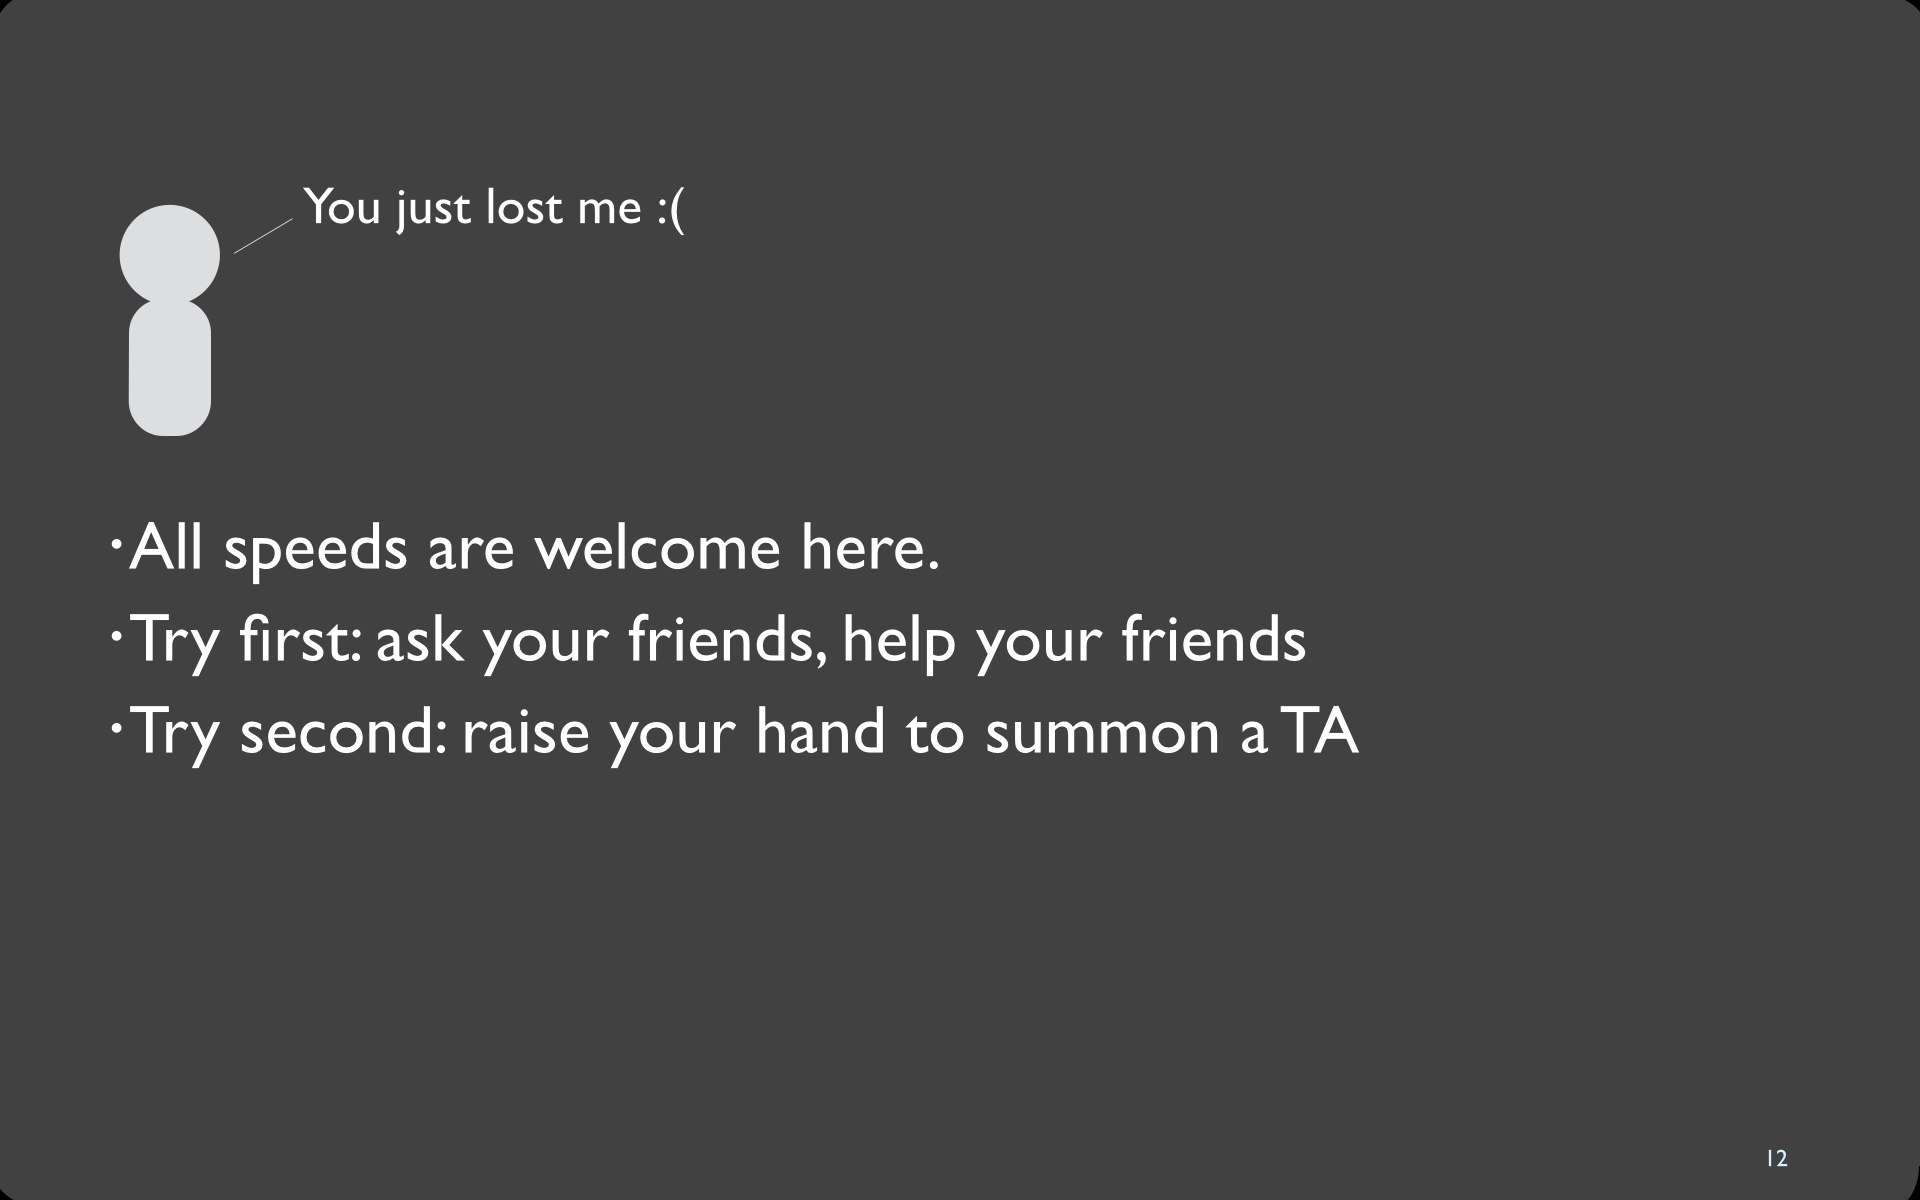 You just lost me :(
· All speeds are welcome here.
· Try first: ask your friends, help your friends
· Try second: raise your hand to summon a TA
12